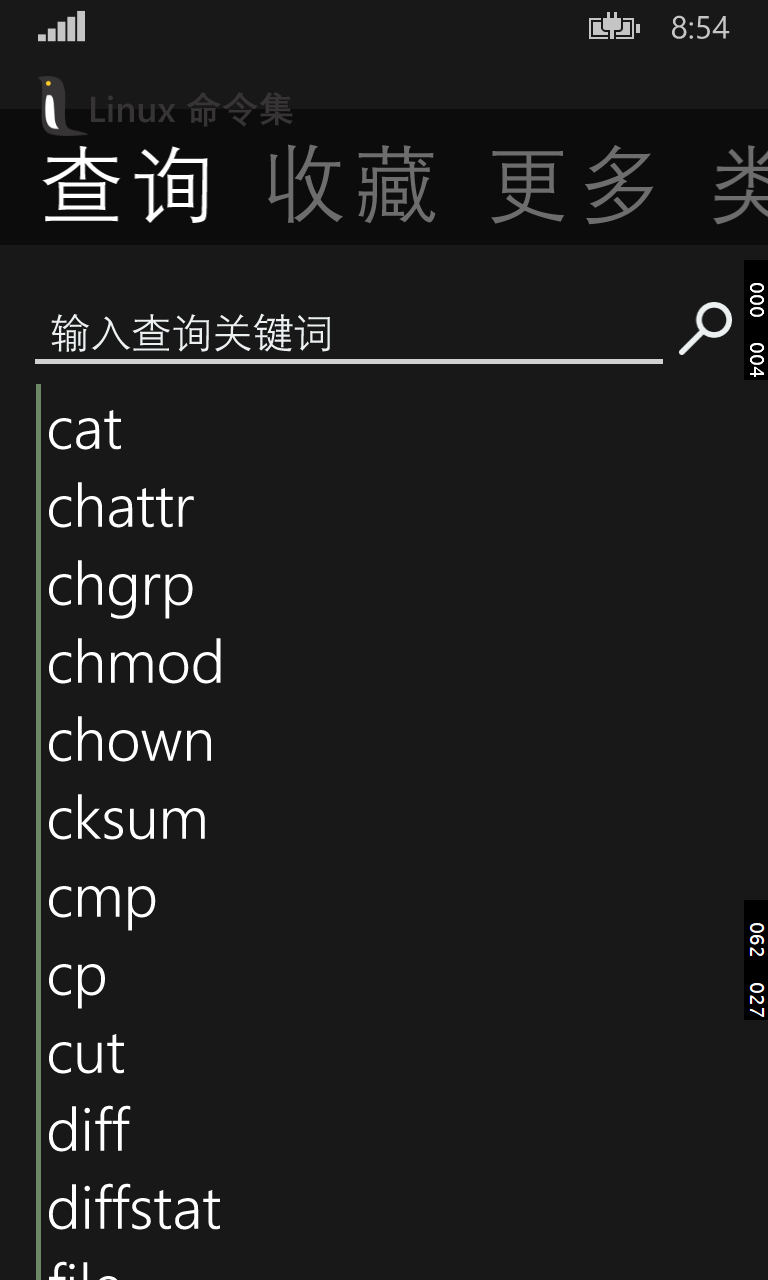 8:54
Linux 命令集
查询 收藏 更多 类
输入查询关键词
000 004
cat
chattr
chgrp
chmod
chown
cksum
cmp
062 027
cp
cut
diff
diffstat
file